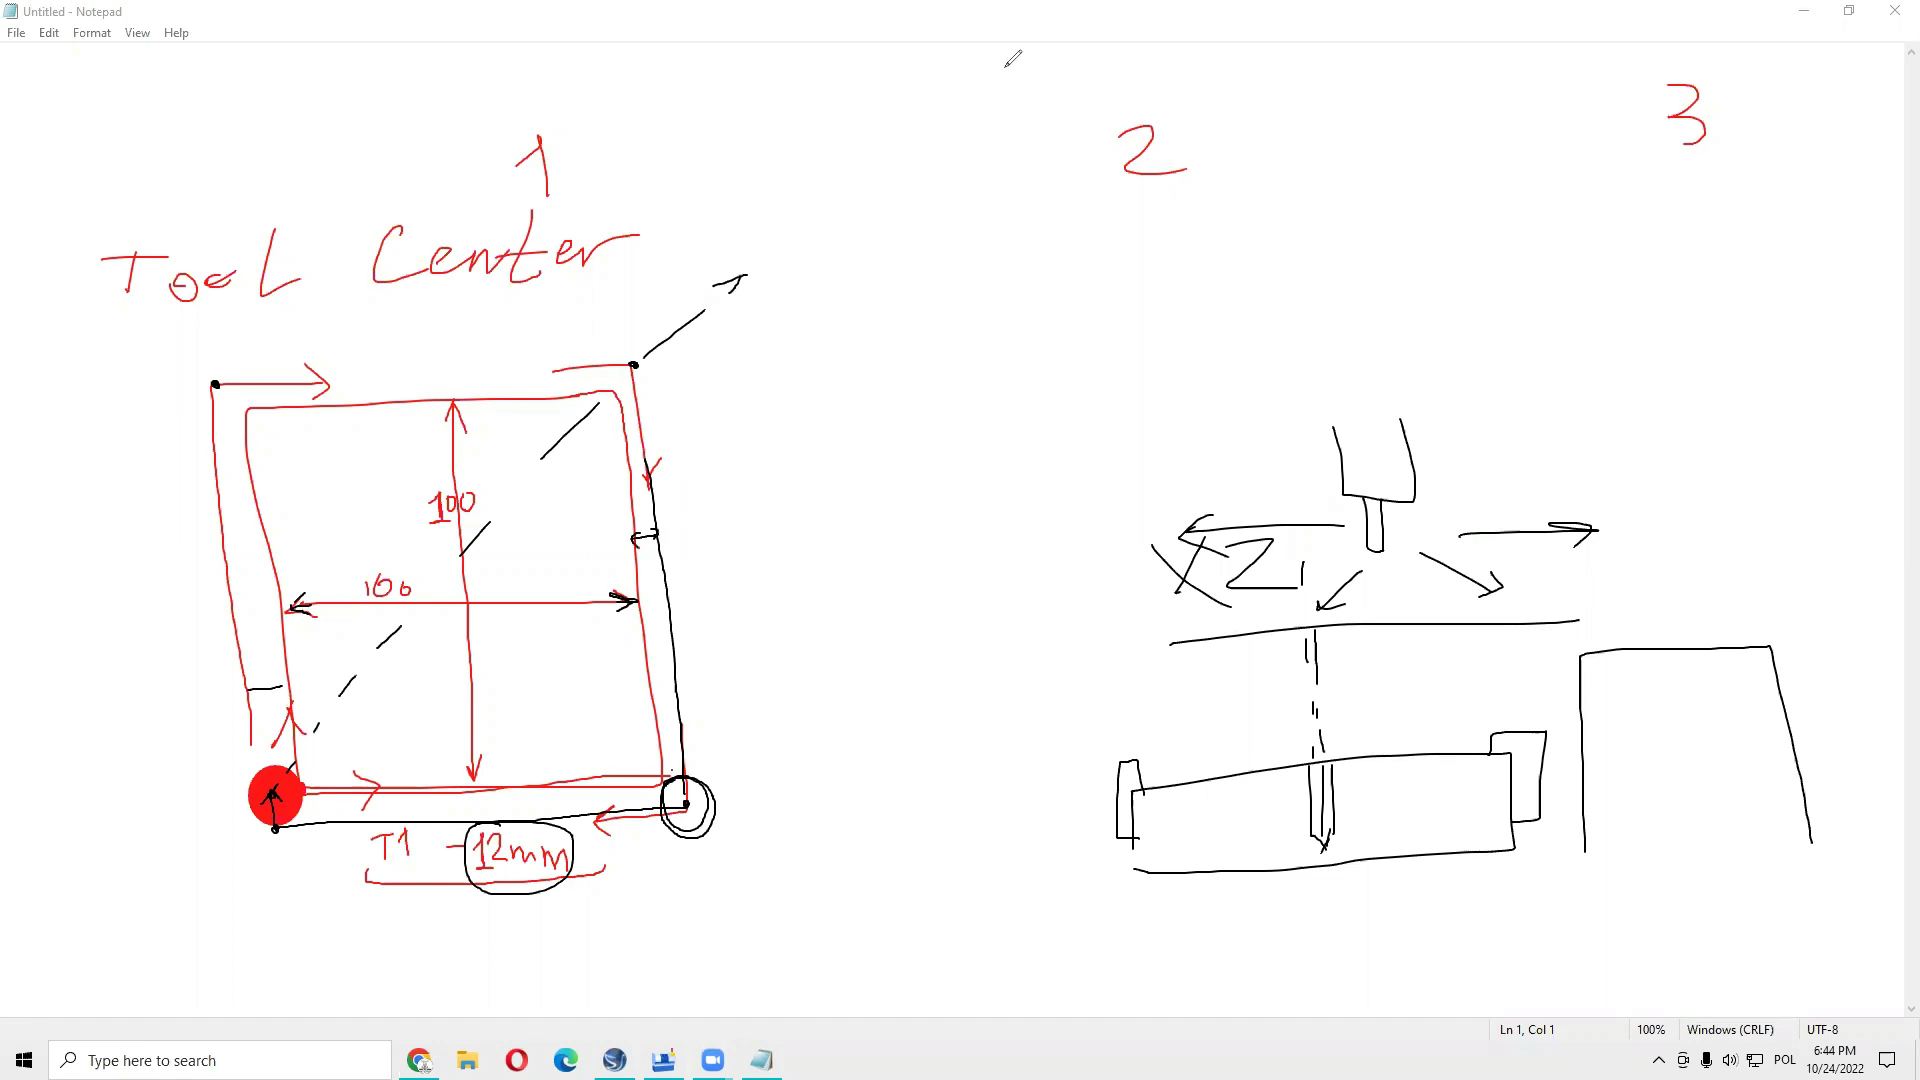 Untitled - Notepad
File Edit Format View Help
3
1
2
Tool Center
100
100
T1 - 12mm
Ln 1, Col 1
100%
Windows (CRLF)
UTF-8
Type here to search
POL
6:44 PM
10/24/2022